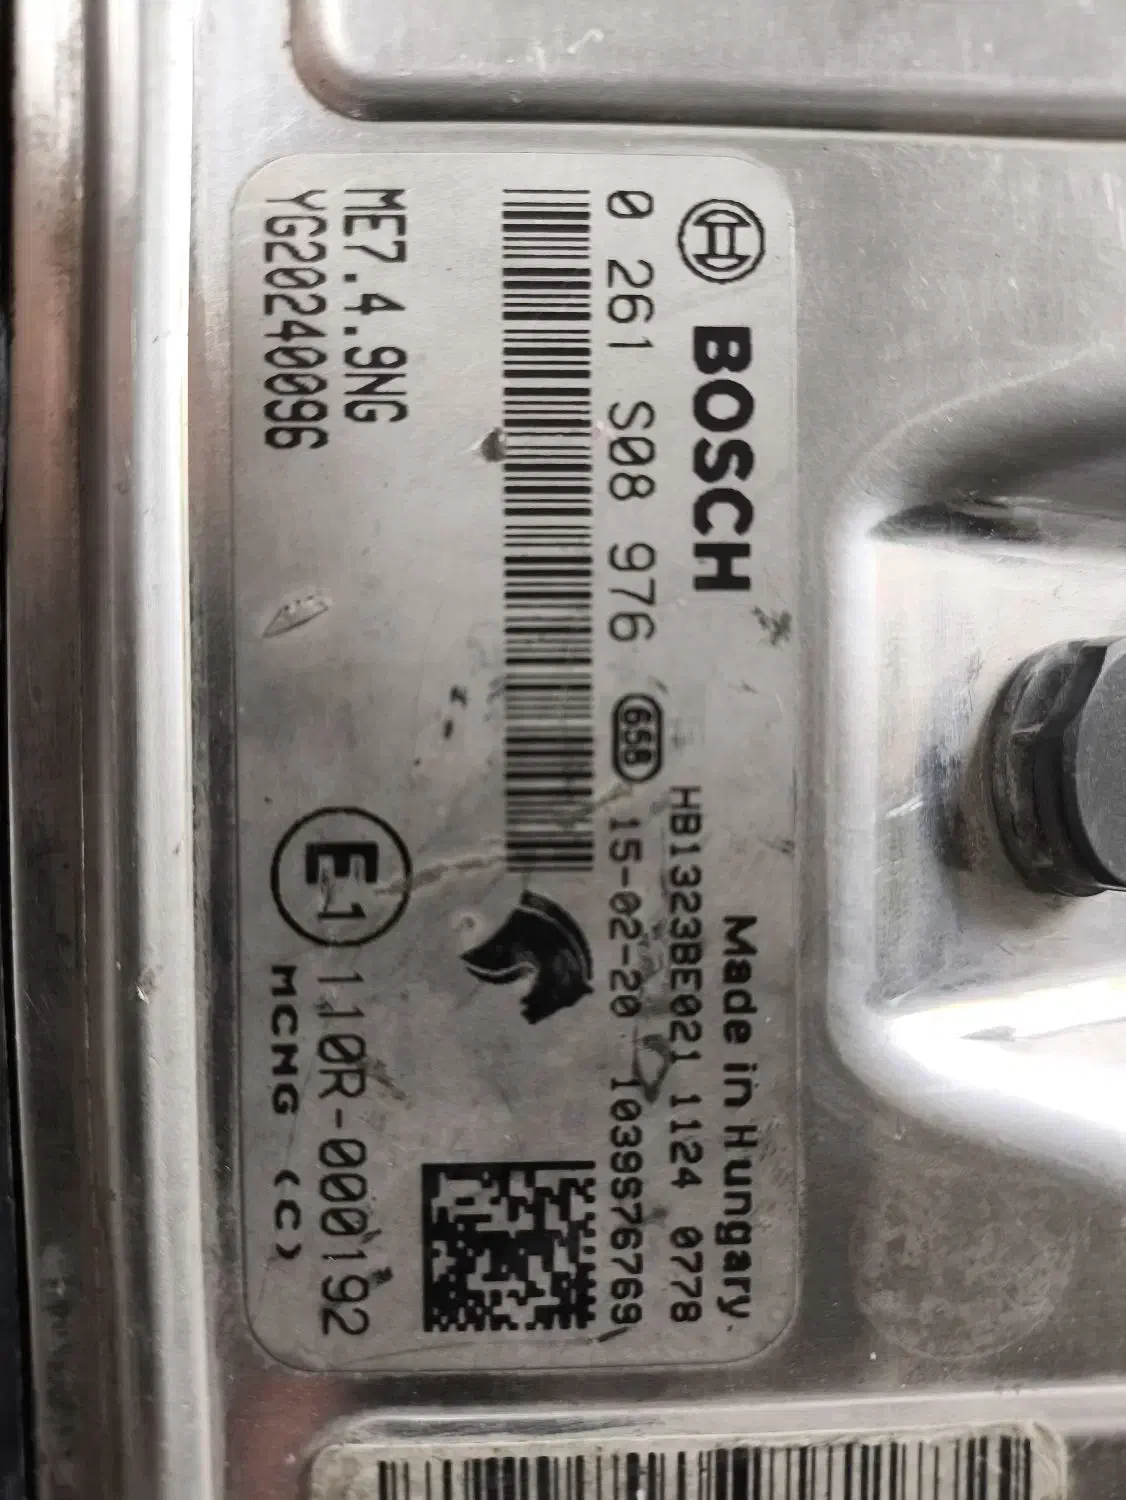 BOSCH
Made in Hungary
HB1323BE021 1124 0778
0 261 S08 976 658 15-02-20 1039S76769
ME7.4.9NG
YG20240096
E1 110R-000192
MCNG (C)